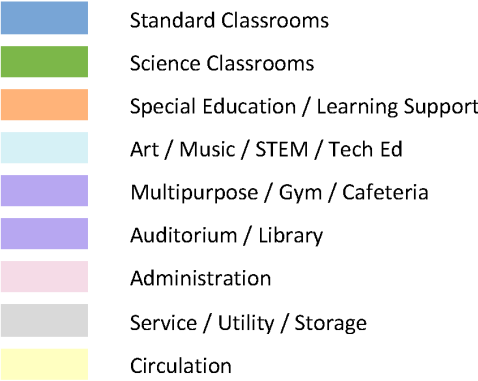 Standard Classrooms
Science Classrooms
Special Education / Learning Support
Art / Music / STEM / Tech Ed
Multipurpose / Gym / Cafeteria
Auditorium / Library
Administration
Service / Utility / Storage
Circulation